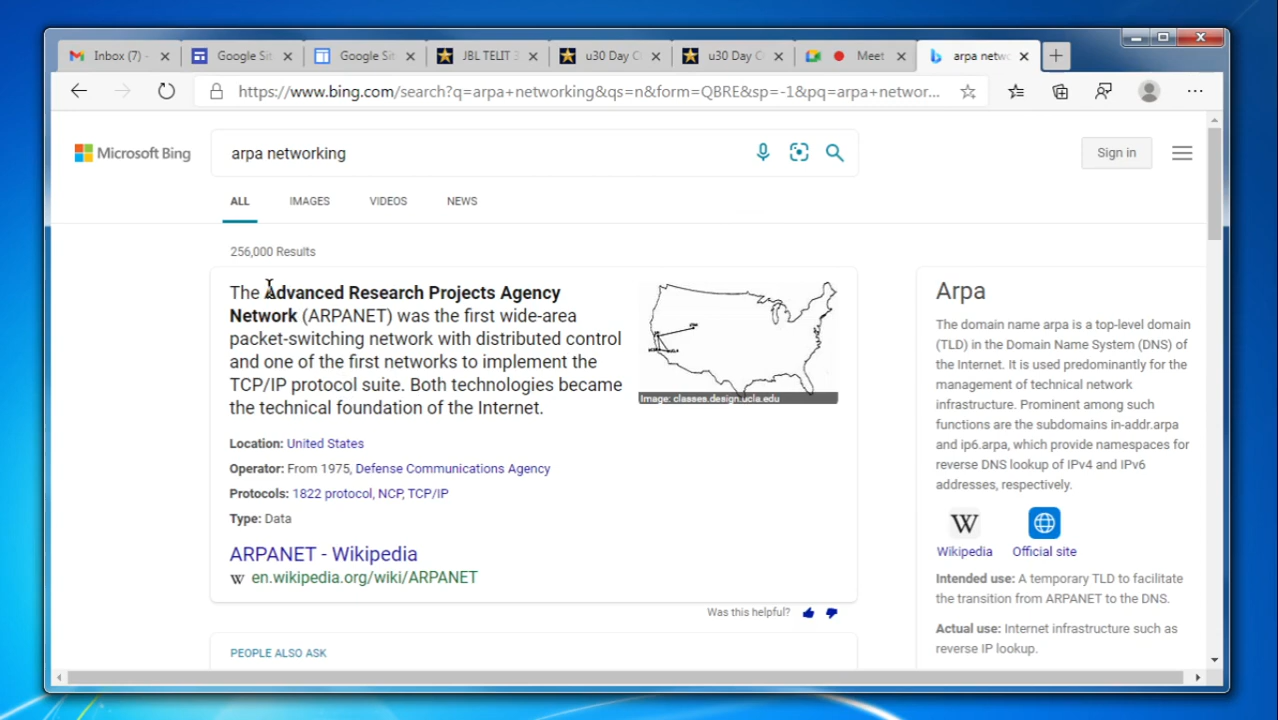 Inbox (7) -
Google Sit
Google Sit
JBL TELIT 3
u30 Day C
u30 Day C
Meet
arpa netwo
https://www.bing.com/search?q=arpa+networking&qs=n&form=QBRE&sp=-1&pq=arpa+networ...
Microsoft Bing
arpa networking
Sign in
ALL
IMAGES
VIDEOS
NEWS
256,000 Results
The Advanced Research Projects Agency
Network (ARPANET) was the first wide-area
packet-switching network with distributed control
and one of the first networks to implement the
TCP/IP protocol suite. Both technologies became
the technical foundation of the Internet.
Image: classes.design.ucla.edu
Location: United States
Operator: From 1975, Defense Communications Agency
Protocols: 1822 protocol, NCP, TCP/IP
Type: Data
ARPANET - Wikipedia
W en.wikipedia.org/wiki/ARPANET
Was this helpful?
PEOPLE ALSO ASK
Arpa
The domain name arpa is a top-level domain
(TLD) in the Domain Name System (DNS) of
the Internet. It is used predominantly for the
management of technical network
infrastructure. Prominent among such
functions are the subdomains in-addr.arpa
and ip6.arpa, which provide namespaces for
reverse DNS lookup of IPv4 and IPv6
addresses, respectively.
W
Wikipedia
Official site
Intended use: A temporary TLD to facilitate
the transition from ARPANET to the DNS.
Actual use: Internet infrastructure such as
reverse IP lookup.